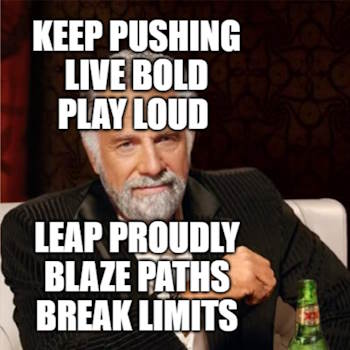 KEEP PUSHING
LIVE BOLD
PLAY LOUD
LEAP PROUDLY
BLAZE PATHS
BREAK LIMITS